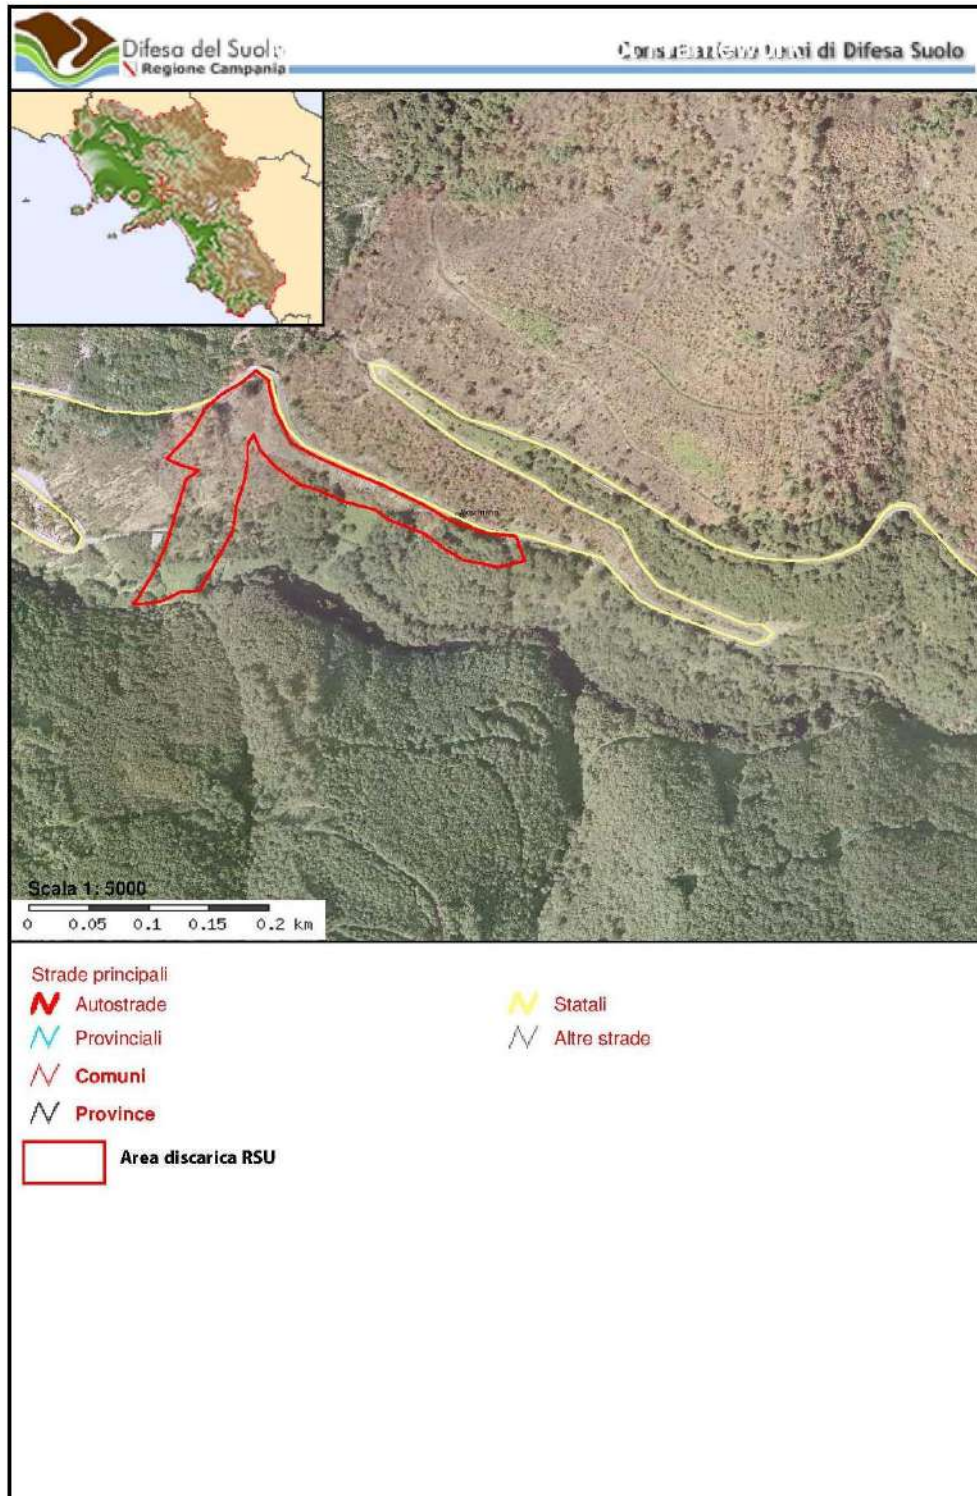 Difesa del Suolo
Regione Campania
di Difesa Suolo
Scala 1: 5000
0 0.05 0.1 0.15 0.2 km
Strade principali
Autostrade
Statali
Provinciali
Altre strade
Comuni
Province
Area discarica RSU